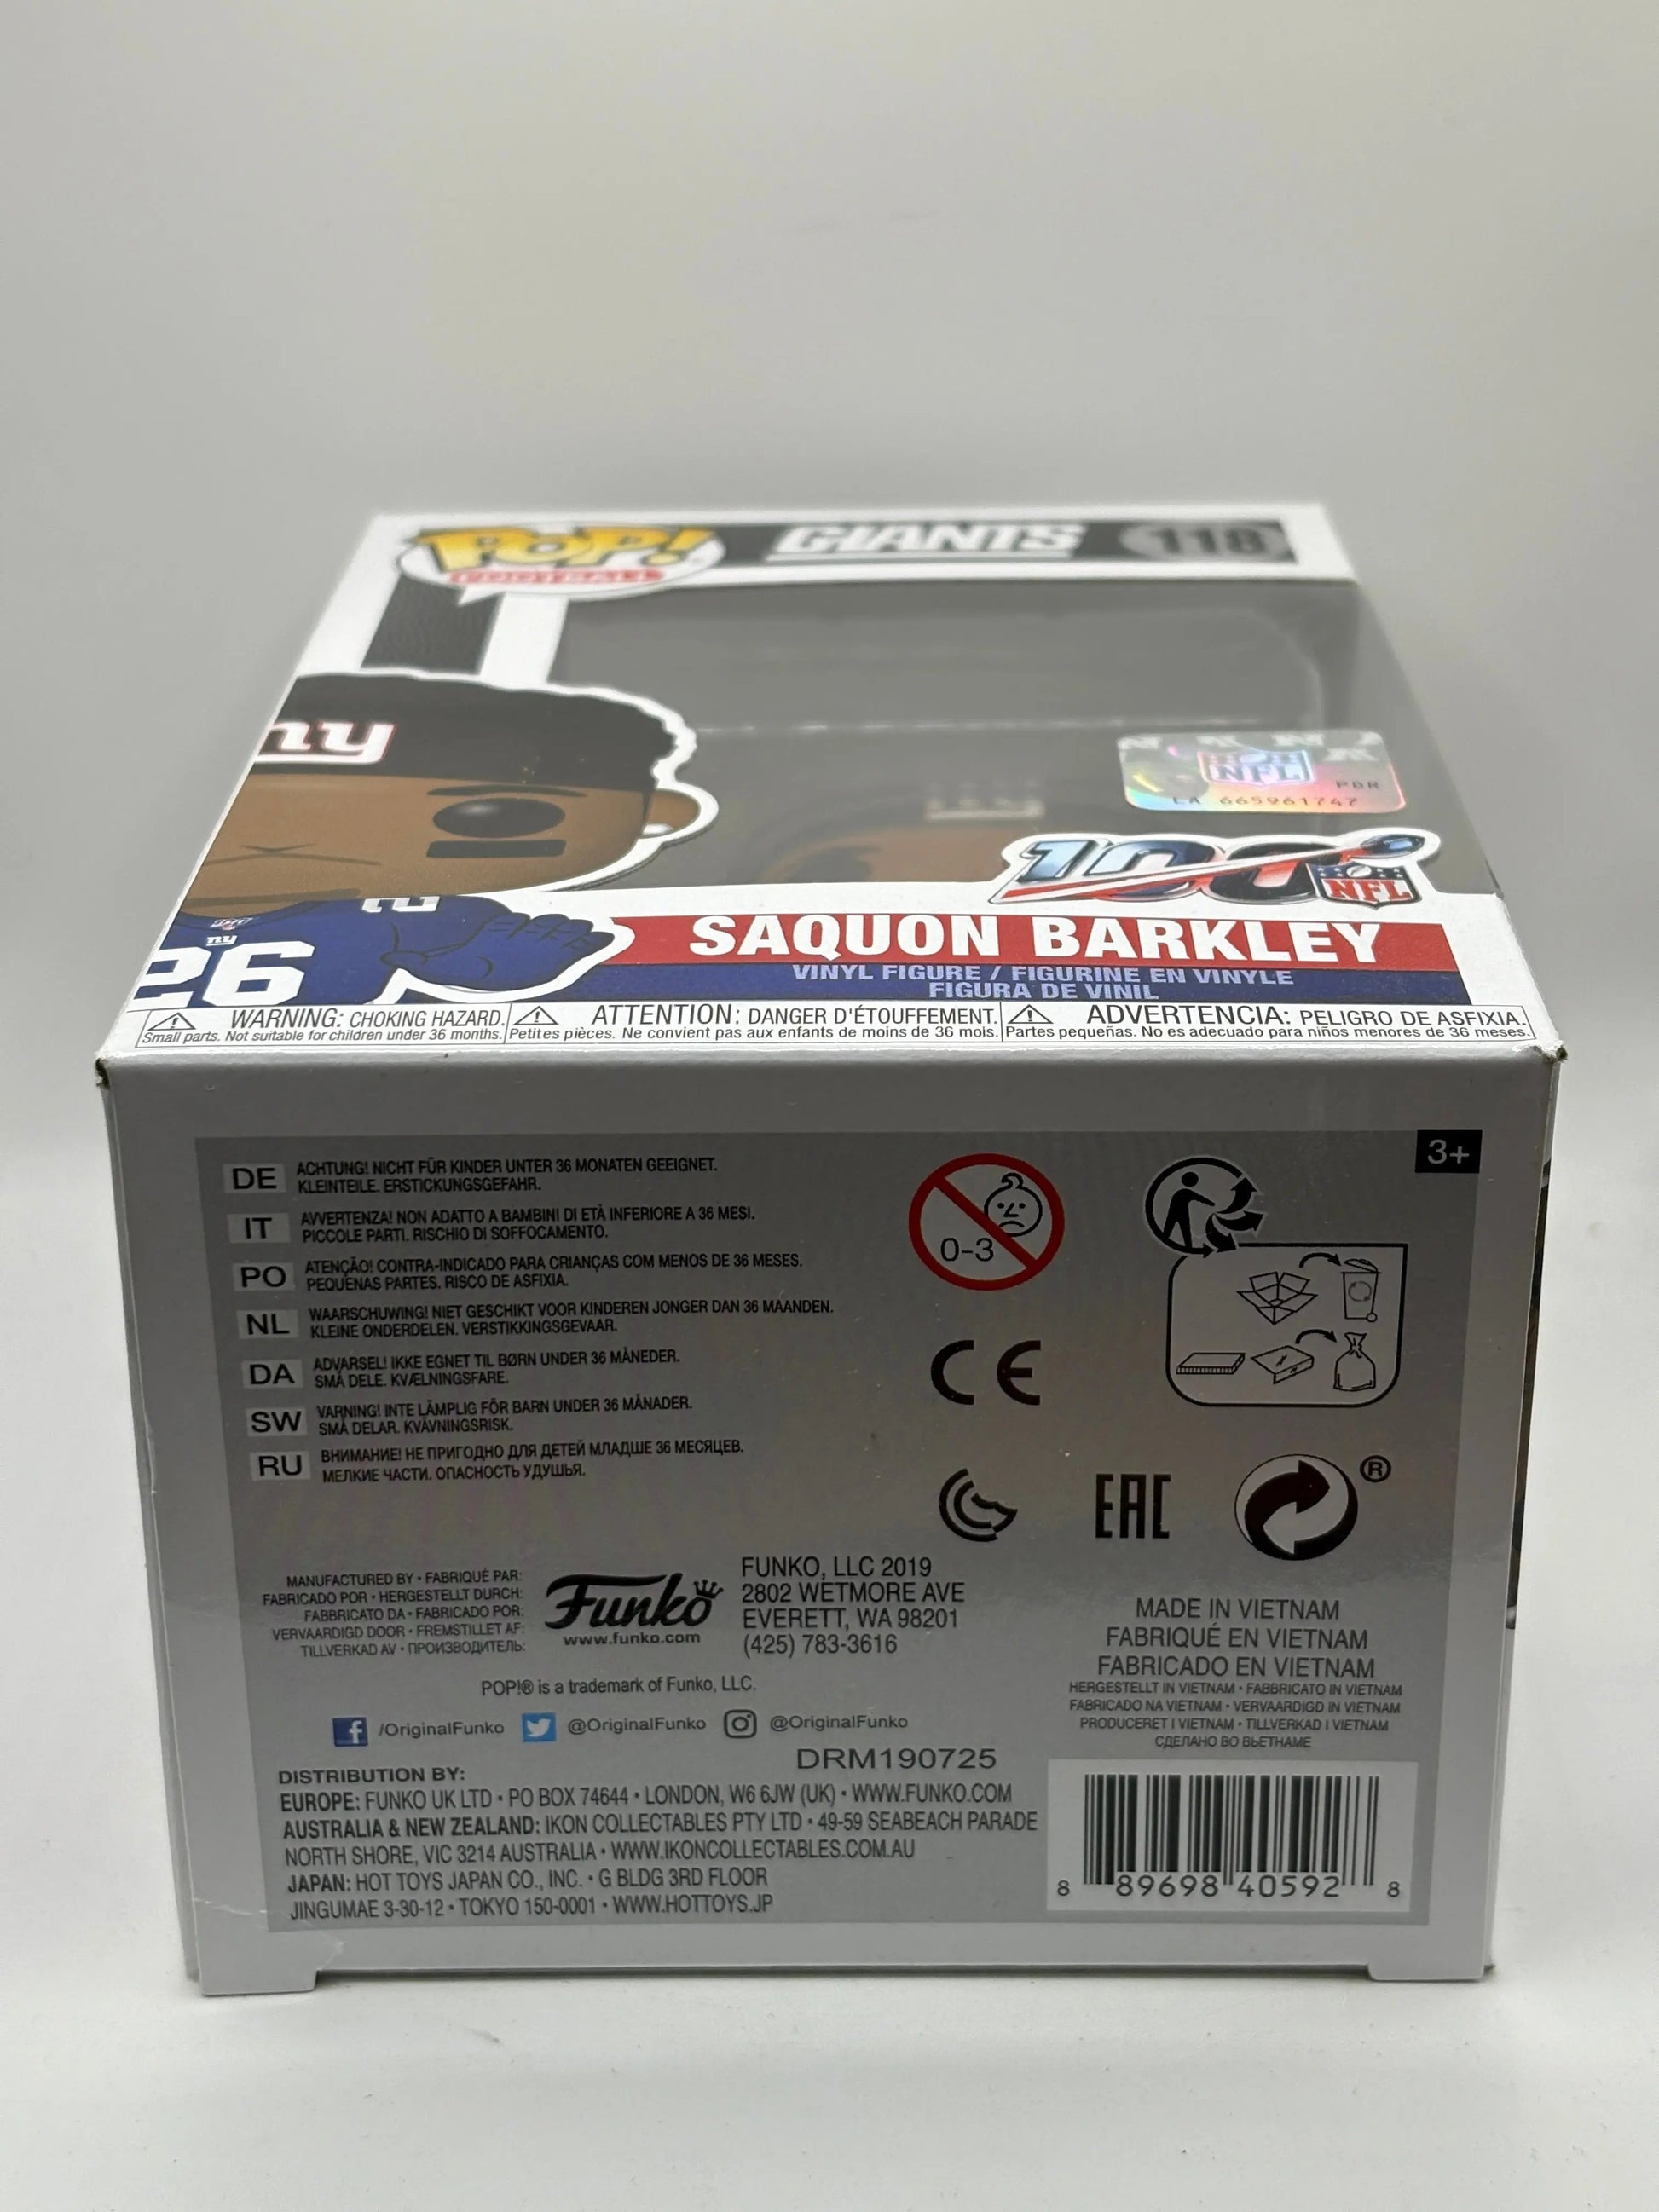 POP! GIANTS 118
FOOTBALL
ny
NFL
PDR
LA 665961747
100
NFL
ny
26
SAQUON BARKLEY
VINYL FIGURE / FIGURINE EN VINYLE
FIGURA DE VINIL
WARNING: CHOKING HAZARD.
Small parts. Not suitable for children under 36 months.
ATTENTION: DANGER D'ÉTOUFFEMENT.
Petites pièces. Ne convient pas aux enfants de moins de 36 mois.
ADVERTENCIA: PELIGRO DE ASFIXIA.
Partes pequeñas. No es adecuado para niños menores de 36 meses.
3+
DE ACHTUNG! NICHT FÜR KINDER UNTER 36 MONATEN GEEIGNET.
KLEINTEILE. ERSTICKUNGSGEFAHR.
IT AVVERTENZA! NON ADATTO A BAMBINI DI ETÀ INFERIORE A 36 MESI.
PICCOLE PARTI. RISCHIO DI SOFFOCAMENTO.
PO ATENÇÃO! CONTRA-INDICADO PARA CRIANÇAS COM MENOS DE 36 MESES.
PEQUENAS PARTES. RISCO DE ASFIXIA.
NL WAARSCHUWING! NIET GESCHIKT VOOR KINDEREN JONGER DAN 36 MAANDEN.
KLEINE ONDERDELEN. VERSTIKKINGSGEVAAR.
DA ADVARSEL! IKKE EGNET TIL BØRN UNDER 36 MÅNEDER.
SMÅ DELE. KVÆLNINGSFARE.
SW VARNING! INTE LÄMPLIG FÖR BARN UNDER 36 MÅNADER.
SMÅ DELAR. KVÄVNINGSRISK.
RU ВНИМАНИЕ! НЕ ПРИГОДНО ДЛЯ ДЕТЕЙ МЛАДШЕ 36 МЕСЯЦЕВ.
МЕЛКИЕ ЧАСТИ. ОПАСНОСТЬ УДУШЬЯ.
0-3
CE
EAC
®
MANUFACTURED BY • FABRIQUÉ PAR:
FABRICADO POR • HERGESTELLT DURCH:
FABBRICATO DA • FABRICADO POR:
VERVAARDIGD DOOR • FREMSTILLET AF:
TILLVERKAD AV • ПРОИЗВОДИТЕЛЬ:
Funko
www.funko.com
FUNKO, LLC 2019
2802 WETMORE AVE
EVERETT, WA 98201
(425) 783-3616
POP!® is a trademark of Funko, LLC.
f /OriginalFunko @OriginalFunko @OriginalFunko
DRM190725
DISTRIBUTION BY:
EUROPE: FUNKO UK LTD • PO BOX 74644 • LONDON, W6 6JW (UK) • WWW.FUNKO.COM
AUSTRALIA & NEW ZEALAND: IKON COLLECTABLES PTY LTD • 49-59 SEABEACH PARADE
NORTH SHORE, VIC 3214 AUSTRALIA • WWW.IKONCOLLECTABLES.COM.AU
JAPAN: HOT TOYS JAPAN CO., INC. • G BLDG 3RD FLOOR
JINGUMAE 3-30-12 • TOKYO 150-0001 • WWW.HOTTOYS.JP
MADE IN VIETNAM
FABRIQUÉ EN VIETNAM
FABRICADO EN VIETNAM
HERGESTELLT IN VIETNAM • FABBRICATO IN VIETNAM
FABRICADO NA VIETNAM • VERVAARDIGD IN VIETNAM
PRODUCERET I VIETNAM • TILLVERKAD I VIETNAM
СДЕЛАНО ВО ВЬЕТНАМЕ
8 89698 40592 8